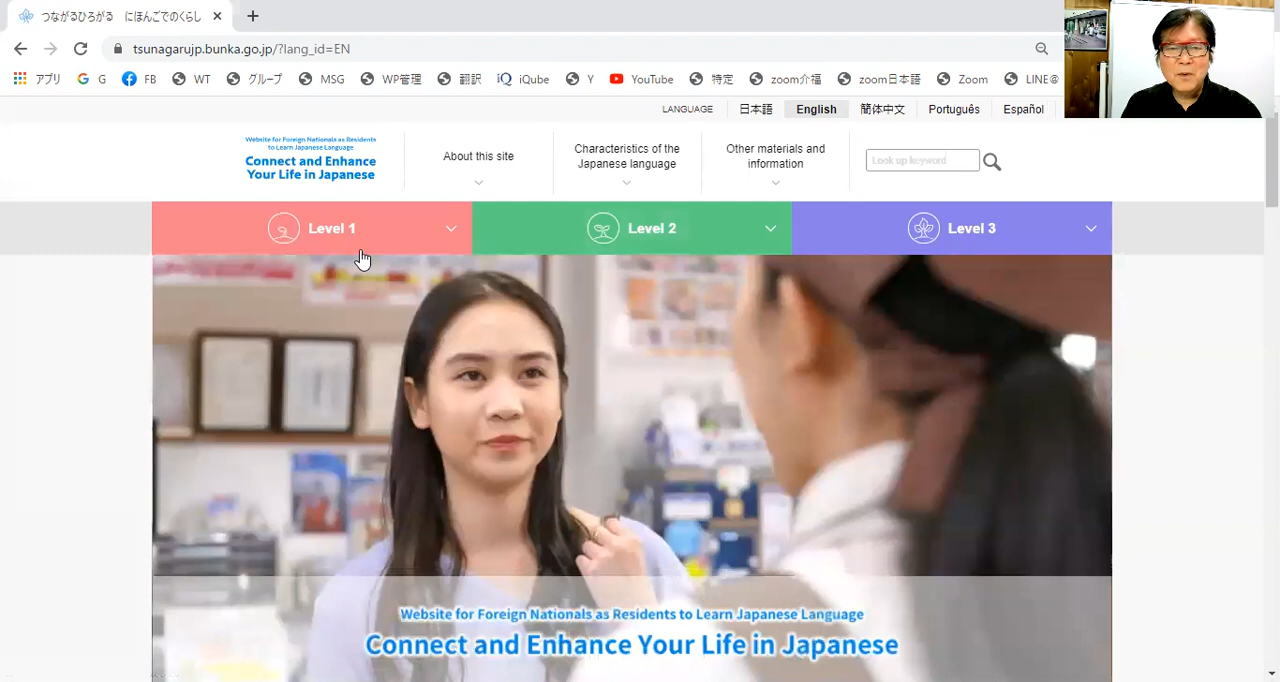 つながるひろがる にほんごでのくらし
tsunagarujp.bunka.go.jp/?lang_id=EN
アプリ G FB WT グループ MSG WP管理 翻訳 iQ iQube Y YouTube 特定 zoom介福 zoom日本語 Zoom LINE@
LANGUAGE 日本語 English 简体中文 Português Español
Website for Foreign Nationals as Residents
to Learn Japanese Language
Connect and Enhance
Your Life in Japanese
About this site
Characteristics of the
Japanese language
Other materials and
information
Look up keyword
Level 1 Level 2 Level 3
Website for Foreign Nationals as Residents to Learn Japanese Language
Connect and Enhance Your Life in Japanese